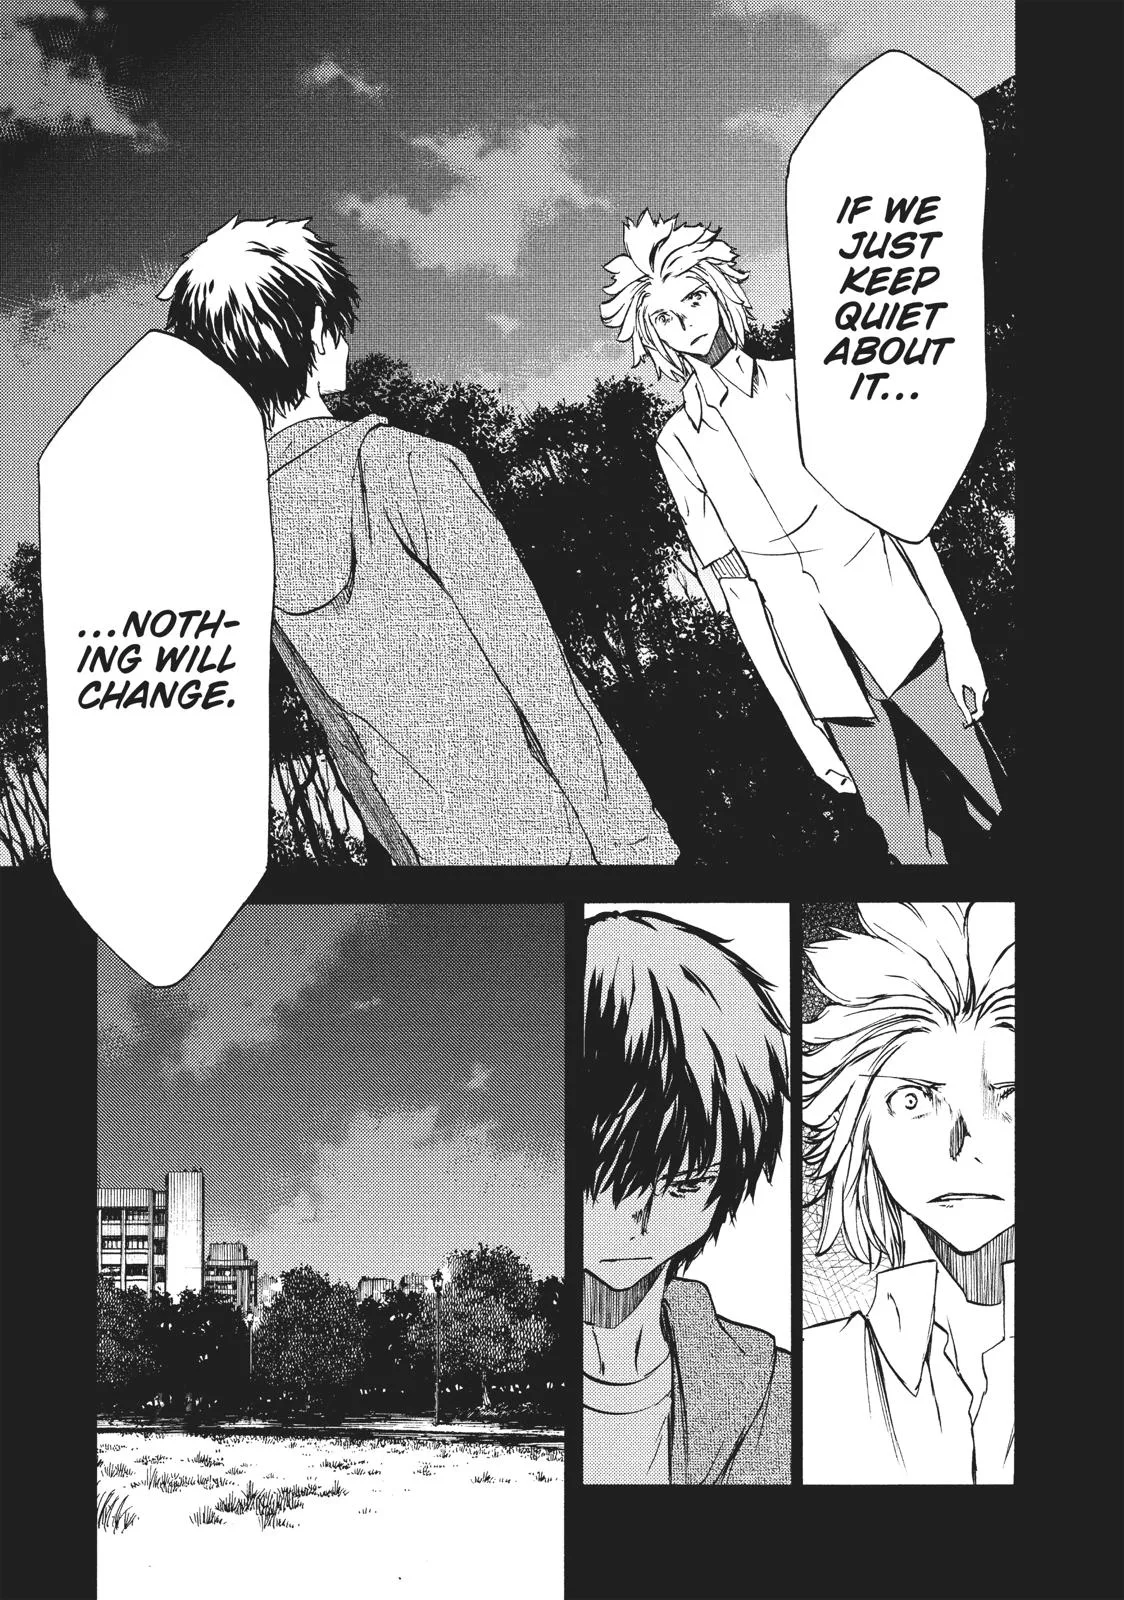 IF WE
JUST
KEEP
QUIET
ABOUT
IT...
...NOTH-
ING WILL
CHANGE.